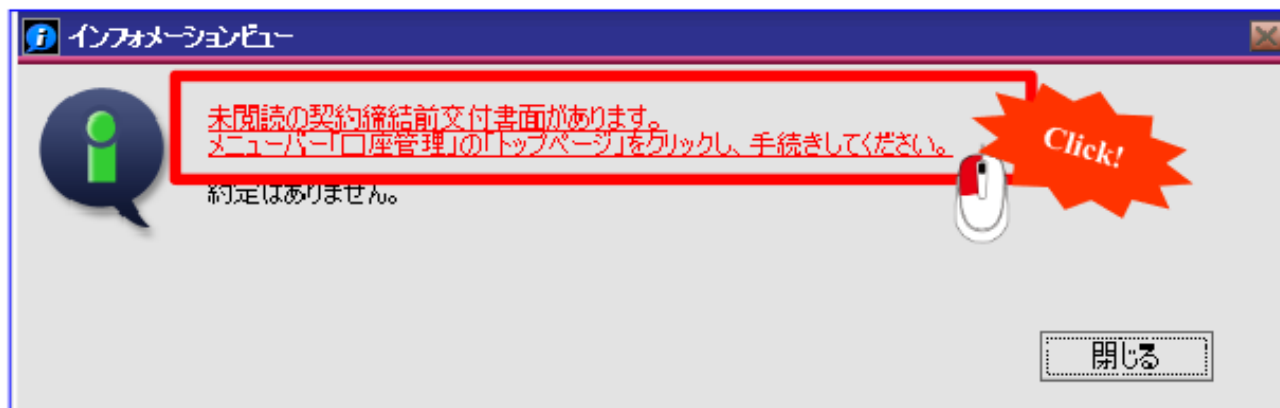 インフォメーションビュー
未閲読の契約締結前交付書面があります。
メニューバー「口座管理」の「トップページ」をクリックし、手続きしてください。
Click!
約定はありません。
閉じる